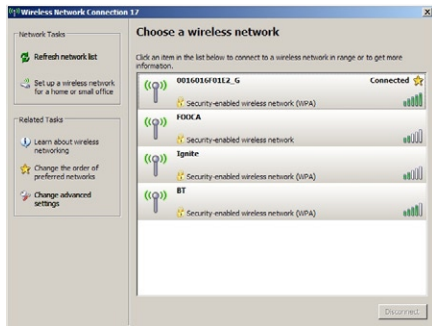 Wireless Network Connection 17
Network Tasks
Refresh network list
Set up a wireless network
for a home or small office
Related Tasks
Learn about wireless
networking
Change the order of
preferred networks
Change advanced
settings
Choose a wireless network
Click an item in the list below to connect to a wireless network in range or to get more
information.
0016016F01E2_G Connected
Security-enabled wireless network (WPA)
FOOCA
Security-enabled wireless network
Ignite
Security-enabled wireless network (WPA)
BT
Security-enabled wireless network (WPA)
Disconnect